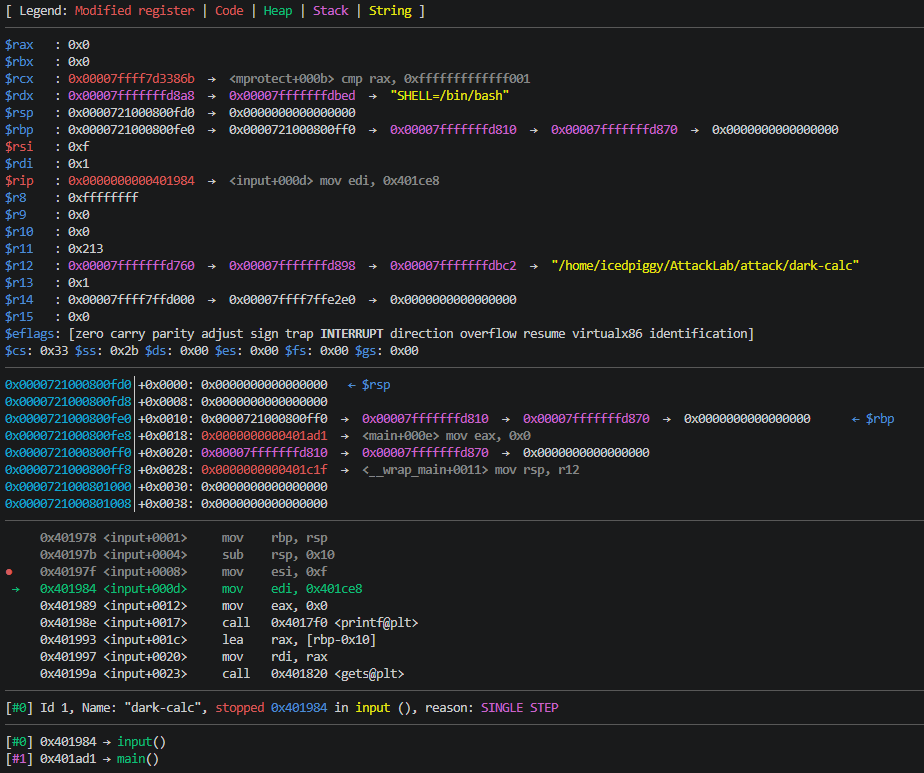 [ Legend: Modified register | Code | Heap | Stack | String ]
$rax   : 0x0
$rbx   : 0x0
$rcx   : 0x00007ffff7d3386b → <mprotect+000b> cmp rax, 0xfffffffffffff001
$rdx   : 0x00007fffffffd8a8 → 0x00007fffffffdbed → "SHELL=/bin/bash"
$rsp   : 0x0000721000800fd0 → 0x0000000000000000
$rbp   : 0x0000721000800fe0 → 0x0000721000800ff0 → 0x00007fffffffd810 → 0x00007fffffffd870 → 0x0000000000000000
$rsi   : 0xf
$rdi   : 0x1
$rip   : 0x0000000000401984 → <input+000d> mov edi, 0x401ce8
$r8    : 0xffffffff
$r9    : 0x0
$r10   : 0x0
$r11   : 0x213
$r12   : 0x00007fffffffd760 → 0x00007fffffffd898 → 0x00007fffffffdbc2 → "/home/icedpiggy/AttackLab/attack/dark-calc"
$r13   : 0x1
$r14   : 0x00007ffff7ffd000 → 0x00007ffff7ffe2e0 → 0x0000000000000000
$r15   : 0x0
$eflags: [zero carry parity adjust sign trap INTERRUPT direction overflow resume virtualx86 identification]
$cs: 0x33 $ss: 0x2b $ds: 0x00 $es: 0x00 $fs: 0x00 $gs: 0x00
0x0000721000800fd0│+0x0000: 0x0000000000000000   ← $rsp
0x0000721000800fd8│+0x0008: 0x0000000000000000
0x0000721000800fe0│+0x0010: 0x0000721000800ff0 → 0x00007fffffffd810 → 0x00007fffffffd870 → 0x0000000000000000   ← $rbp
0x0000721000800fe8│+0x0018: 0x0000000000401ad1 → <main+000e> mov eax, 0x0
0x0000721000800ff0│+0x0020: 0x00007fffffffd810 → 0x00007fffffffd870 → 0x0000000000000000
0x0000721000800ff8│+0x0028: 0x0000000000401c1f → <__wrap_main+0011> mov rsp, r12
0x0000721000801000│+0x0030: 0x0000000000000000
0x0000721000801008│+0x0038: 0x0000000000000000
0x401978 <input+0001>     mov    rbp, rsp
0x40197b <input+0004>     sub    rsp, 0x10
● 0x40197f <input+0008>     mov    esi, 0xf
→ 0x401984 <input+000d>     mov    edi, 0x401ce8
0x401989 <input+0012>     mov    eax, 0x0
0x40198e <input+0017>     call   0x4017f0 <printf@plt>
0x401993 <input+001c>     lea    rax, [rbp-0x10]
0x401997 <input+0020>     mov    rdi, rax
0x40199a <input+0023>     call   0x401820 <gets@plt>
[#0] Id 1, Name: "dark-calc", stopped 0x401984 in input (), reason: SINGLE STEP
[#0] 0x401984 → input()
[#1] 0x401ad1 → main()